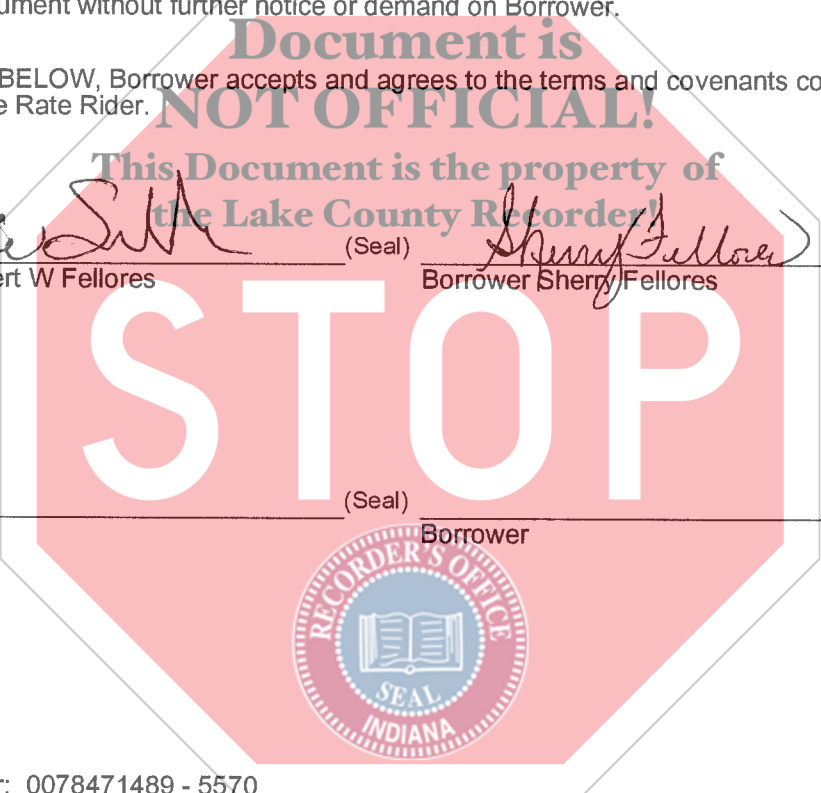 ument without further notice or demand on Borrower.
Document is
BELOW, Borrower accepts and agrees to the terms and covenants co
e Rate Rider.
NOT OFFICIAL!
This Document is the property of
the Lake County Recorder!
(Seal) Sherry Fellores
ert W Fellores Borrower Sherry Fellores
STOP
(Seal)
Borrower
RECORDER'S OFFICE
SEAL
INDIANA
r: 0078471489 - 5570